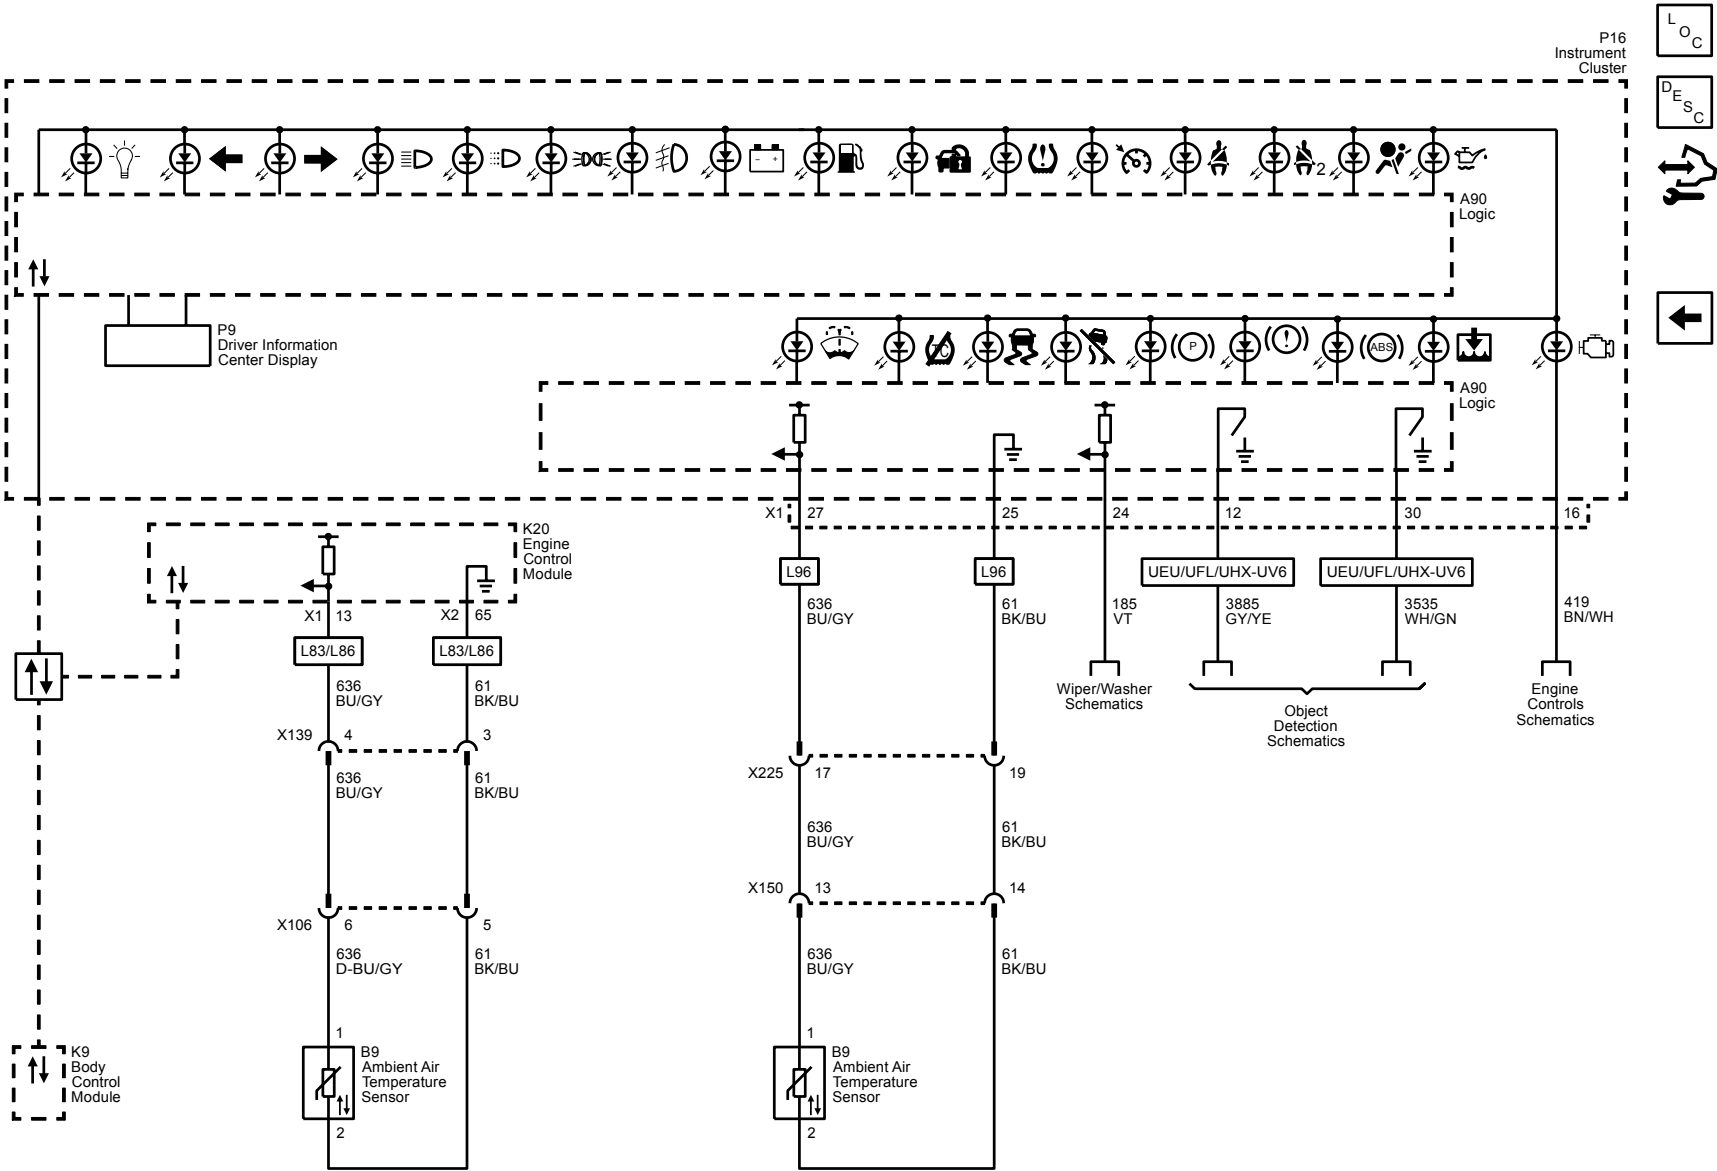 L
O
C
P16
Instrument
Cluster
D
E
S
C
- +
2
A90
Logic
P9
Driver Information
Center Display
TC
P
!
ABS
A90
Logic
X1 27 25 24 12 30 16
K20
Engine
Control
Module
L96 L96 UEU/UFL/UHX-UV6 UEU/UFL/UHX-UV6
X1 13 X2 65
636
BU/GY
61
BK/BU
185
VT
3885
GY/YE
3535
WH/GN
419
BN/WH
L83/L86 L83/L86
636
BU/GY
61
BK/BU
Wiper/Washer
Schematics
Object
Detection
Schematics
Engine
Controls
Schematics
X139 4 3
636
BU/GY
61
BK/BU
X225 17 19
636
BU/GY
61
BK/BU
X150 13 14
X106 6 5
636
D-BU/GY
61
BK/BU
636
BU/GY
61
BK/BU
1
1
K9
Body
Control
Module
B9
Ambient Air
Temperature
Sensor
B9
Ambient Air
Temperature
Sensor
2
2